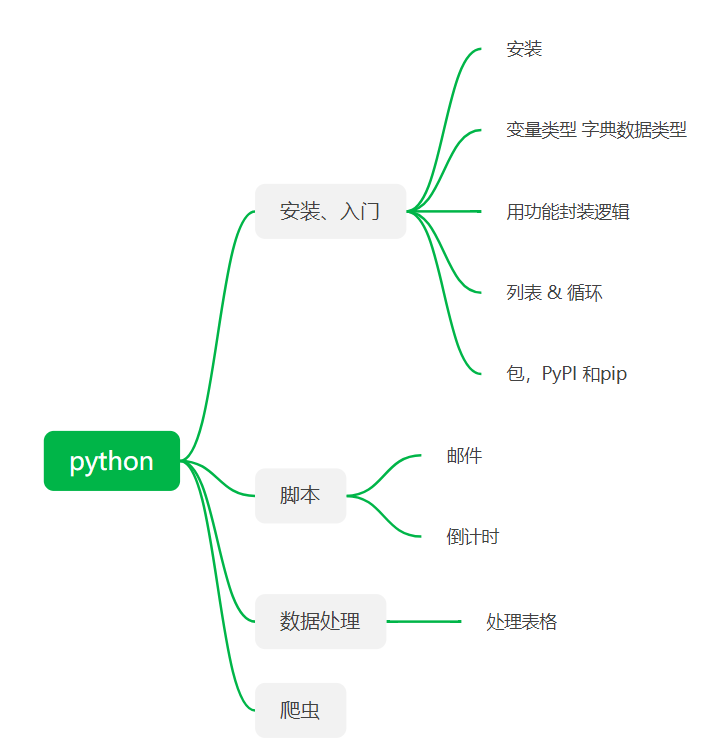 python
安装、入门
安装
变量类型 字典数据类型
用功能封装逻辑
列表 & 循环
包，PyPI 和pip
脚本
邮件
倒计时
数据处理
处理表格
爬虫